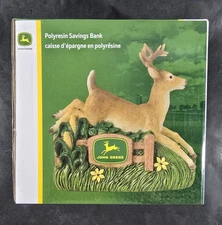 Polyresin Savings Bank
caisse d'épargne en polyrésine
JOHN DEERE